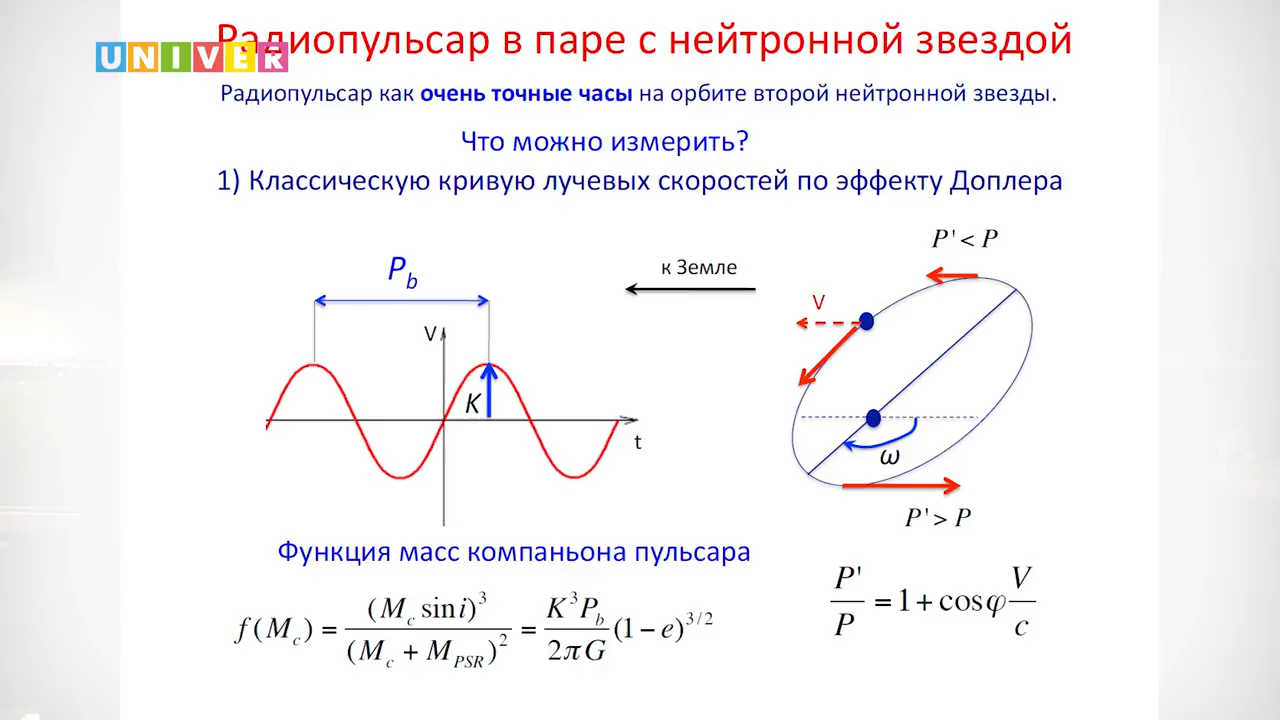 Радиопульсар в паре с нейтронной звездой
UNIVER
Радиопульсар как очень точные часы на орбите второй нейтронной звезды.
Что можно измерить?
1) Классическую кривую лучевых скоростей по эффекту Доплера
P' < P
P_b
к Земле
V
V
K
t
ω
P' > P
Функция масс компаньона пульсара
f(M_c) = (M_c sin i)^3 / (M_c + M_PSR)^2 = K^3 P_b / 2πG (1 − e)^{3/2}
P'/P = 1 + cos φ V/c